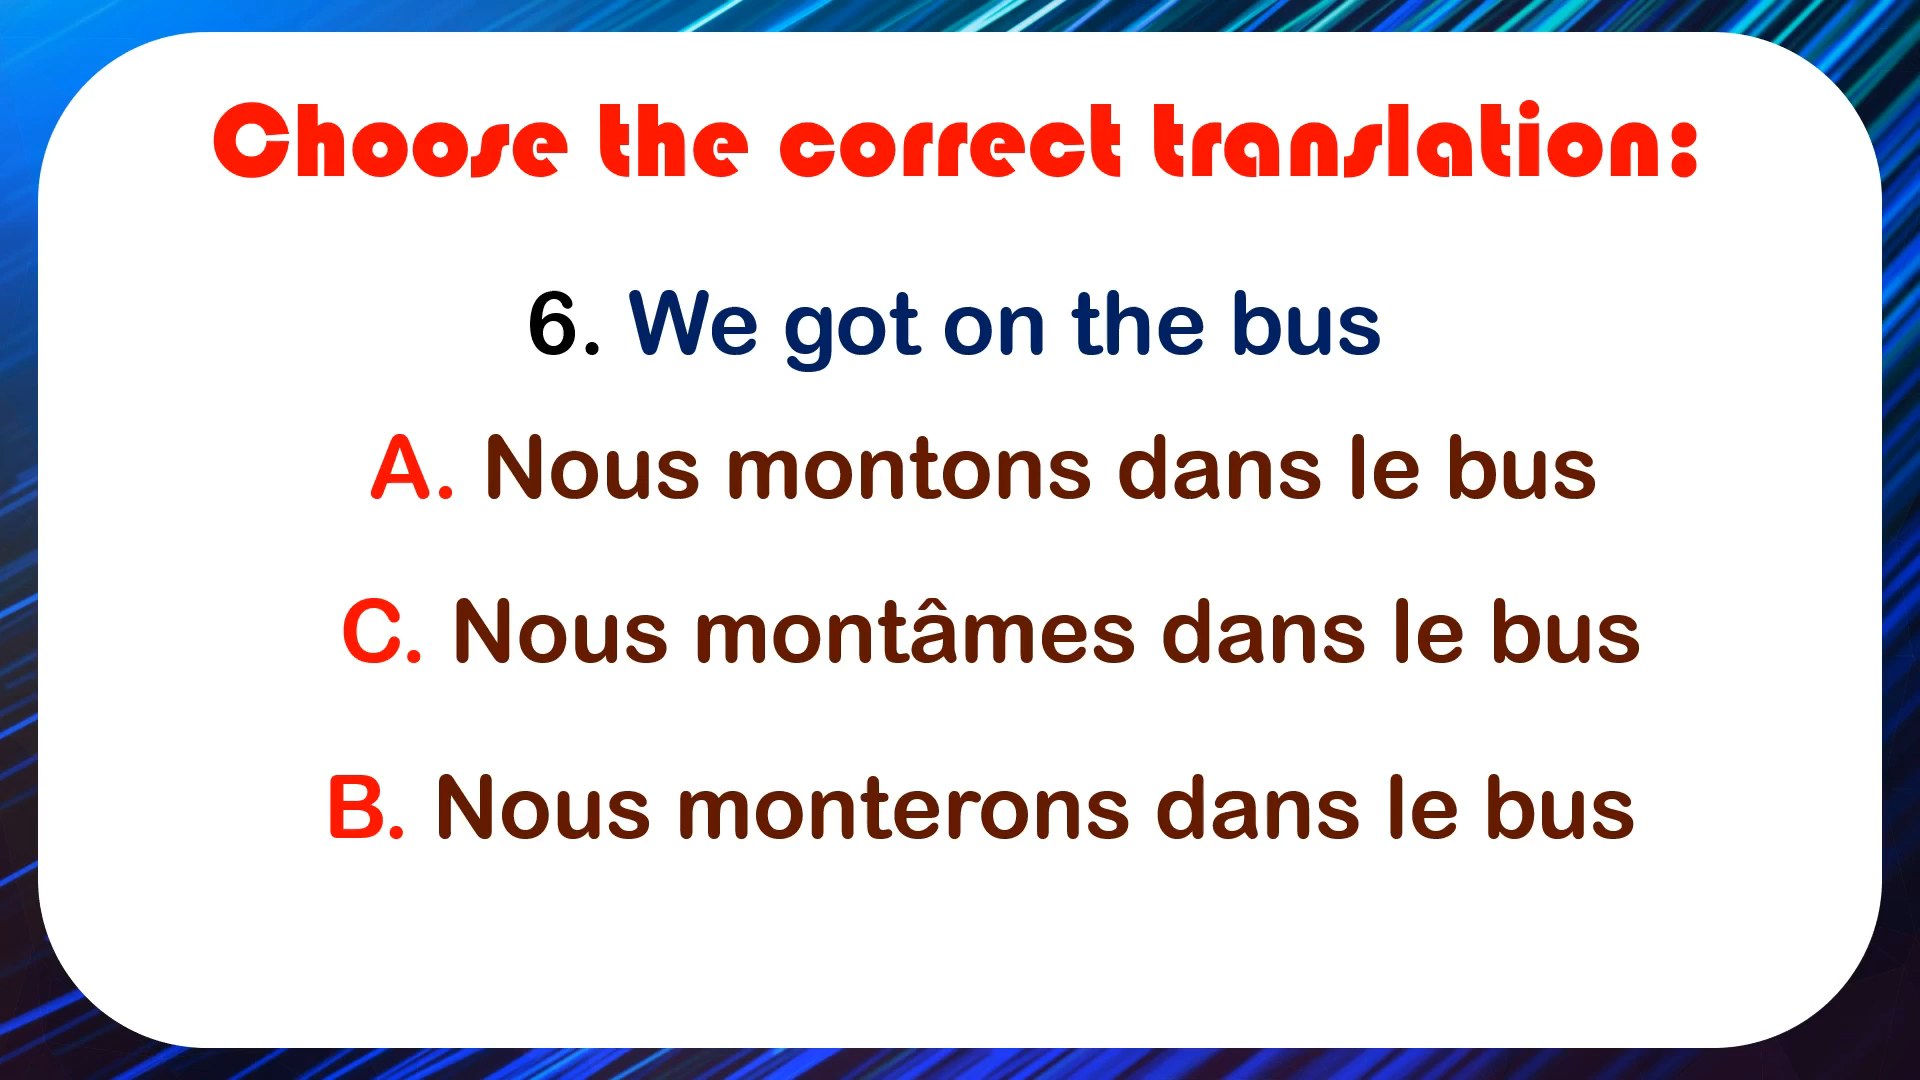 Choose the correct translation:
6. We got on the bus
A. Nous montons dans le bus
C. Nous montâmes dans le bus
B. Nous monterons dans le bus